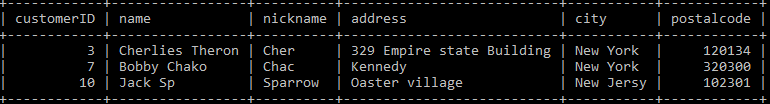 customerID | name | nickname | address | city | postalcode
3 | Cherlies Theron | Cher | 329 Empire state Building | New York | 120134
7 | Bobby Chako | Chac | Kennedy | New York | 320300
10 | Jack Sp | Sparrow | Oaster village | New Jersy | 102301